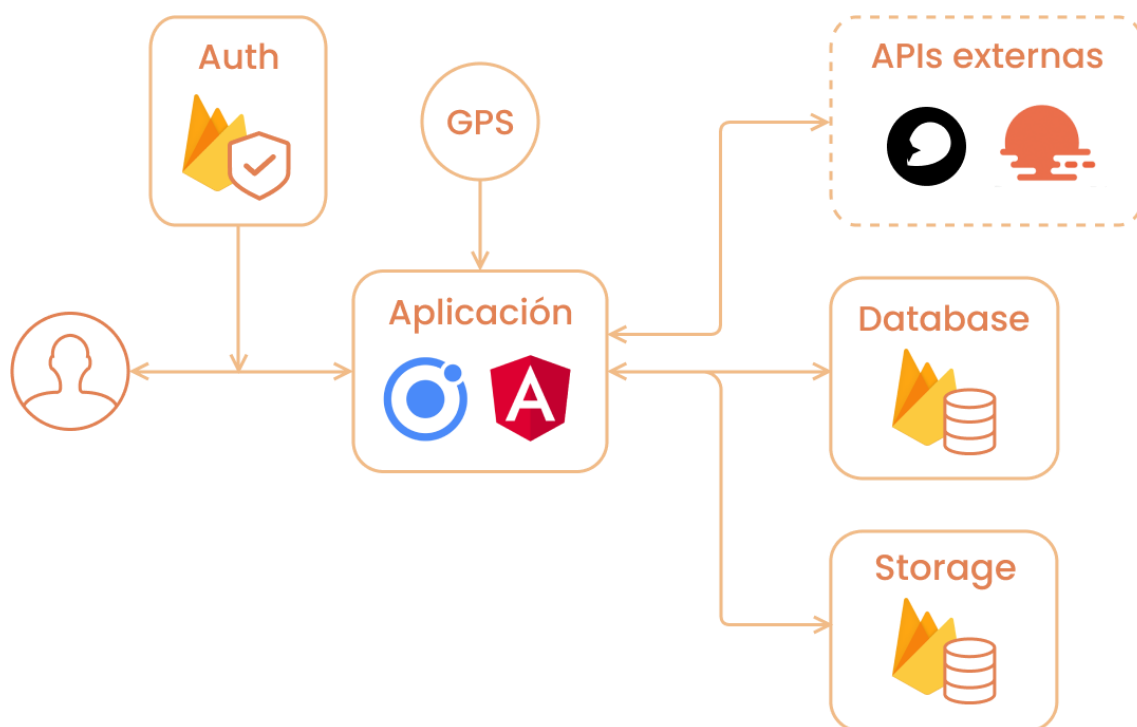 Auth
GPS
APIs externas
Aplicación
Database
Storage